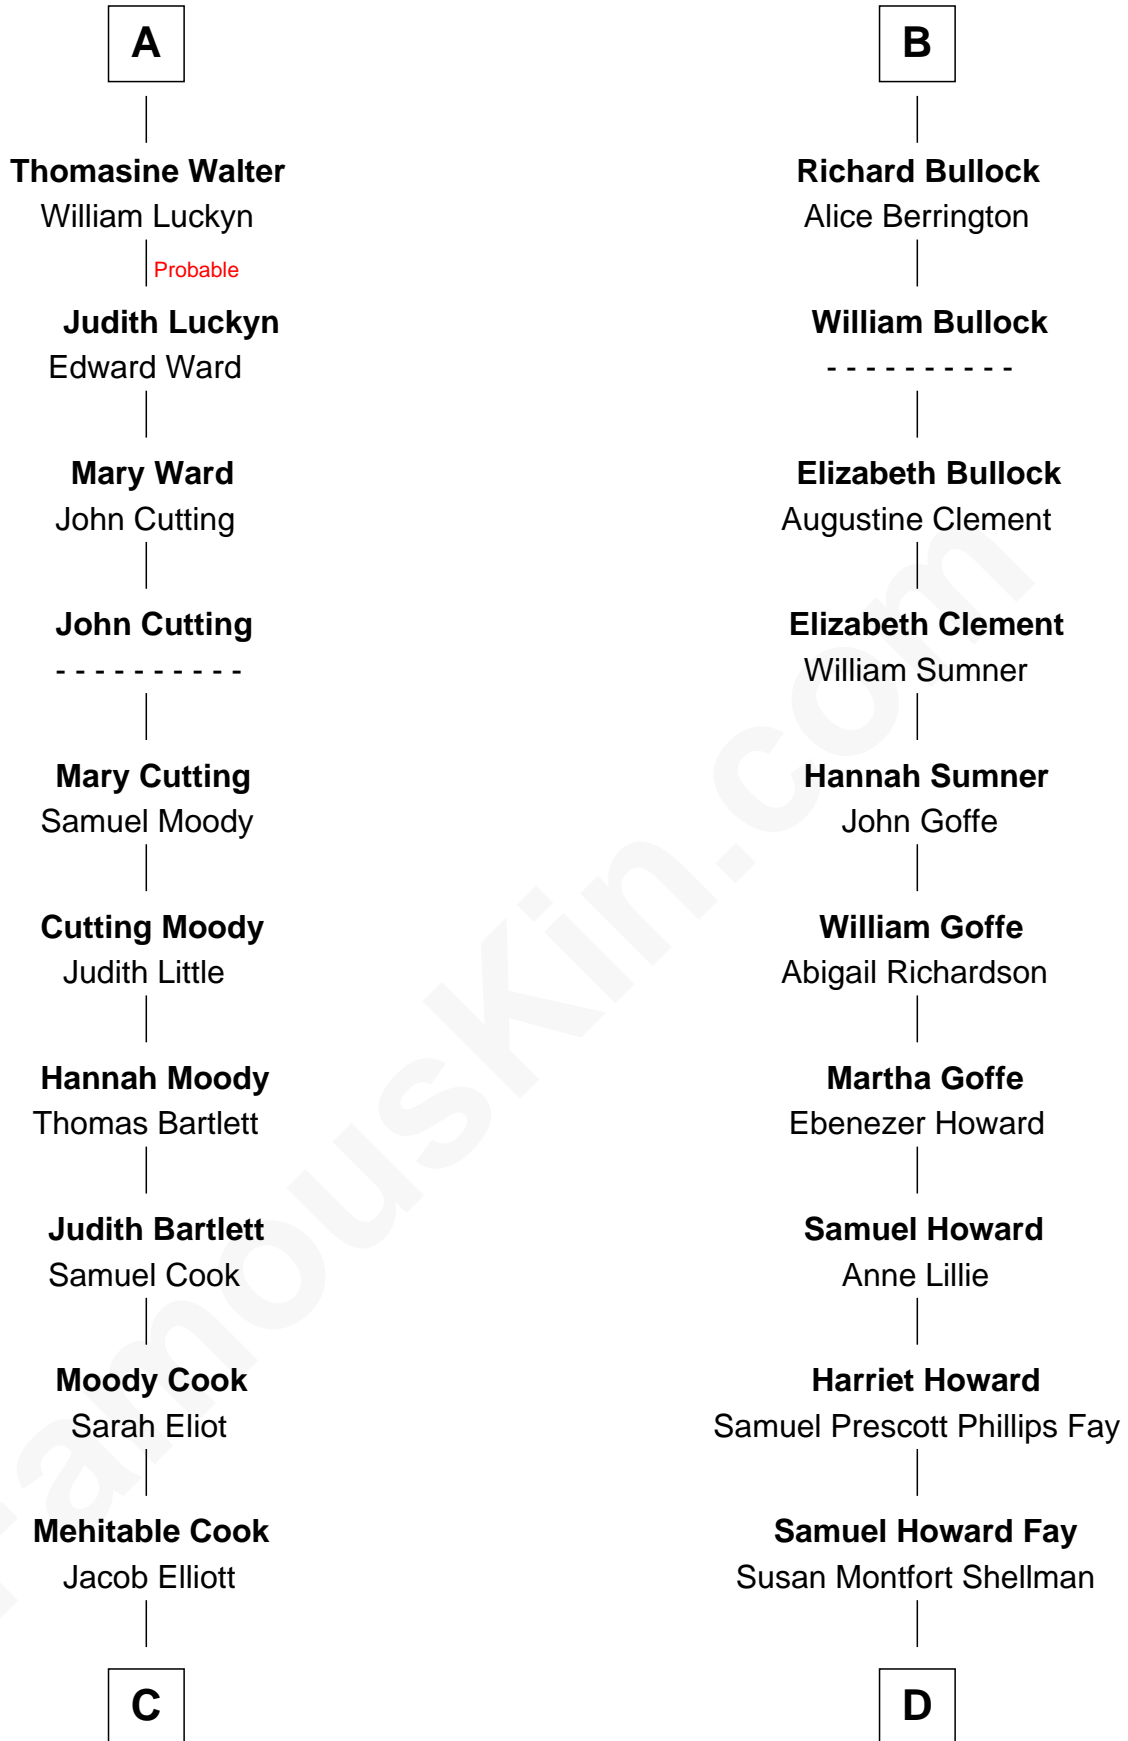 A
Thomasine Walter
William Luckyn
Probable
Judith Luckyn
Edward Ward
Mary Ward
John Cutting
John Cutting
- - - - - - - - - -
Mary Cutting
Samuel Moody
Cutting Moody
Judith Little
Hannah Moody
Thomas Bartlett
Judith Bartlett
Samuel Cook
Moody Cook
Sarah Eliot
Mehitable Cook
Jacob Elliott
C
B
Richard Bullock
Alice Berrington
William Bullock
- - - - - - - - - -
Elizabeth Bullock
Augustine Clement
Elizabeth Clement
William Sumner
Hannah Sumner
John Goffe
William Goffe
Abigail Richardson
Martha Goffe
Ebenezer Howard
Samuel Howard
Anne Lillie
Harriet Howard
Samuel Prescott Phillips Fay
Samuel Howard Fay
Susan Montfort Shellman
D
FamousKin.com